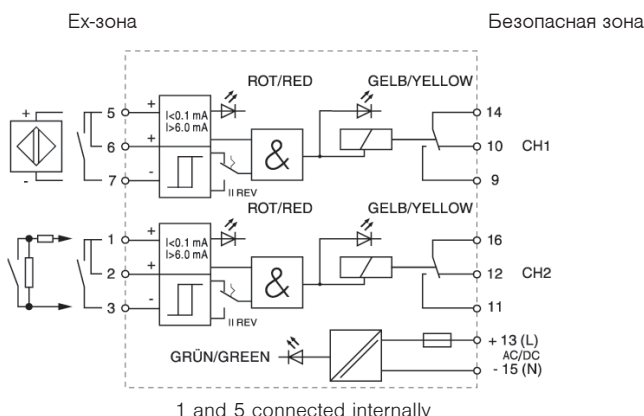 Ex-зона Безопасная зона
ROT/RED GELB/YELLOW
+ 5 + I<0.1 mA I>6.0 mA 14
6 + & 10 CH1
- 7 - II REV 9
ROT/RED GELB/YELLOW
1 + I<0.1 mA I>6.0 mA 16
2 + & 12 CH2
3 - II REV 11
GRÜN/GREEN + 13 (L)
AC/DC
- 15 (N)
1 and 5 connected internally